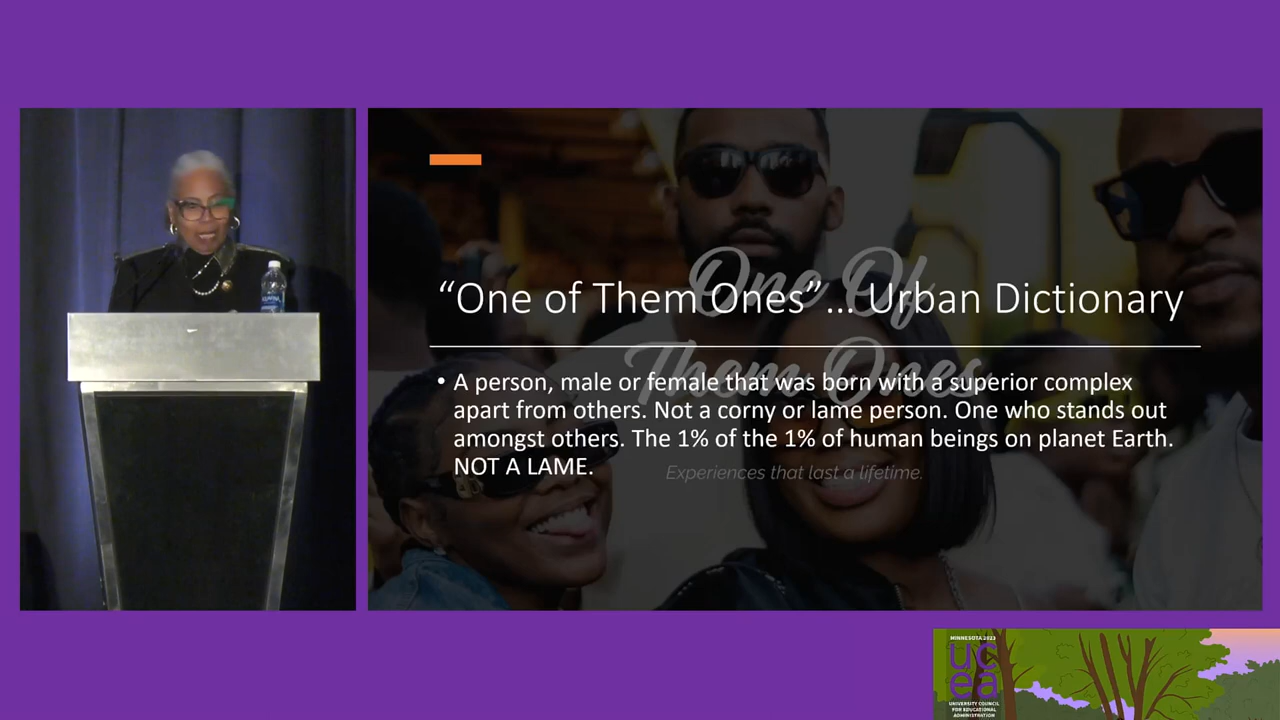 One Of
Them Ones
“One of Them Ones”... Urban Dictionary
• A person, male or female that was born with a superior complex
apart from others. Not a corny or lame person. One who stands out
amongst others. The 1% of the 1% of human beings on planet Earth.
NOT A LAME.
Experiences that last a lifetime.
MINNESOTA 2023
uc
ea
UNIVERSITY COUNCIL
FOR EDUCATIONAL
ADMINISTRATION